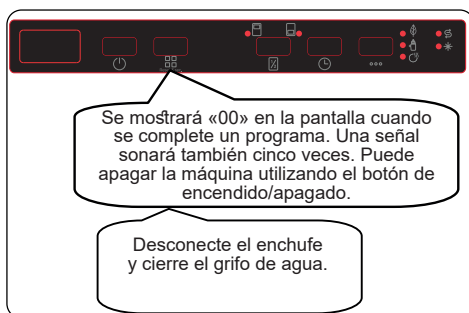 Se mostrará «00» en la pantalla cuando
se complete un programa. Una señal
sonará también cinco veces. Puede
apagar la máquina utilizando el botón de
encendido/apagado.
Desconecte el enchufe
y cierre el grifo de agua.